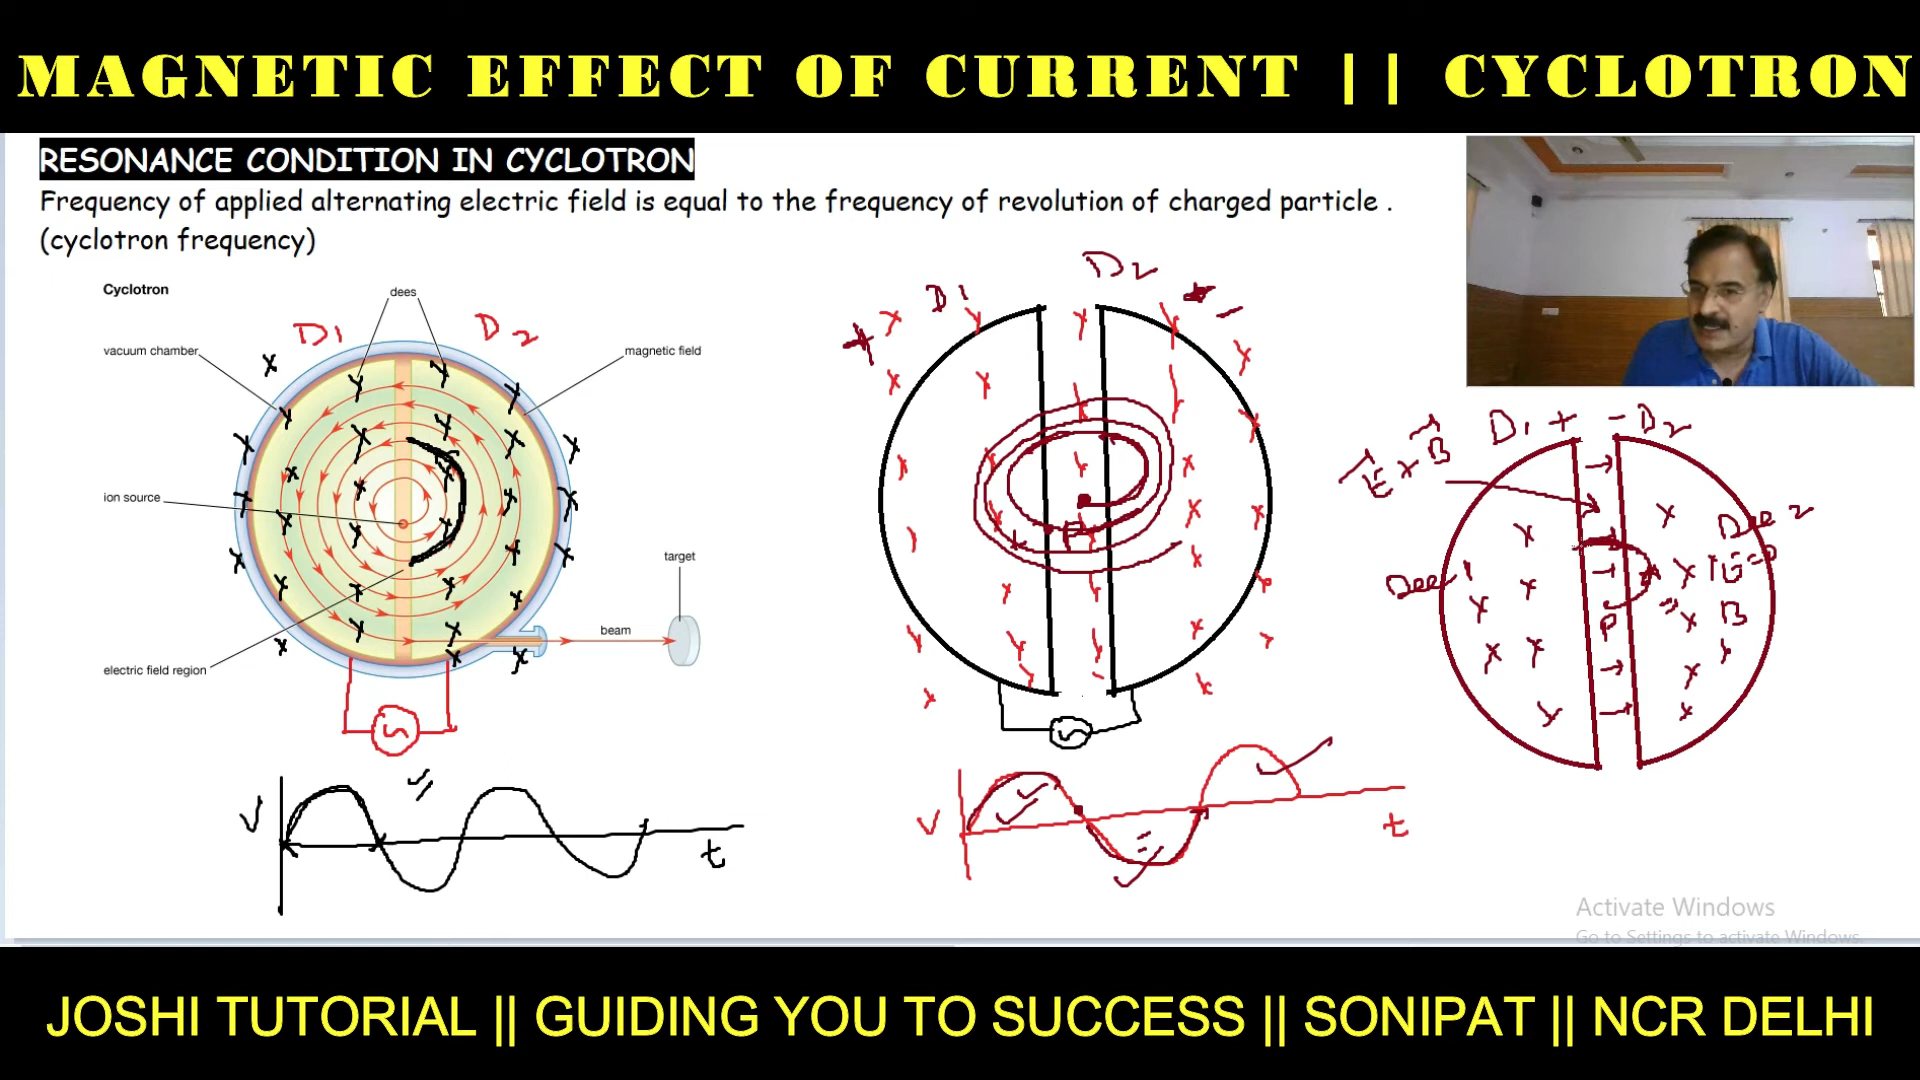 MAGNETIC EFFECT OF CURRENT || CYCLOTRON
RESONANCE CONDITION IN CYCLOTRON
Frequency of applied alternating electric field is equal to the frequency of revolution of charged particle .
(cyclotron frequency)
Cyclotron
dees
D1
D2
vacuum chamber
magnetic field
ion source
target
beam
electric field region
V
t
D1
D2
+
-
P
V
t
E x B
D1 + - D2
Dee 1
Dee 2
E=0
B
P
Activate Windows
Go to Settings to activate Windows.
JOSHI TUTORIAL || GUIDING YOU TO SUCCESS || SONIPAT || NCR DELHI